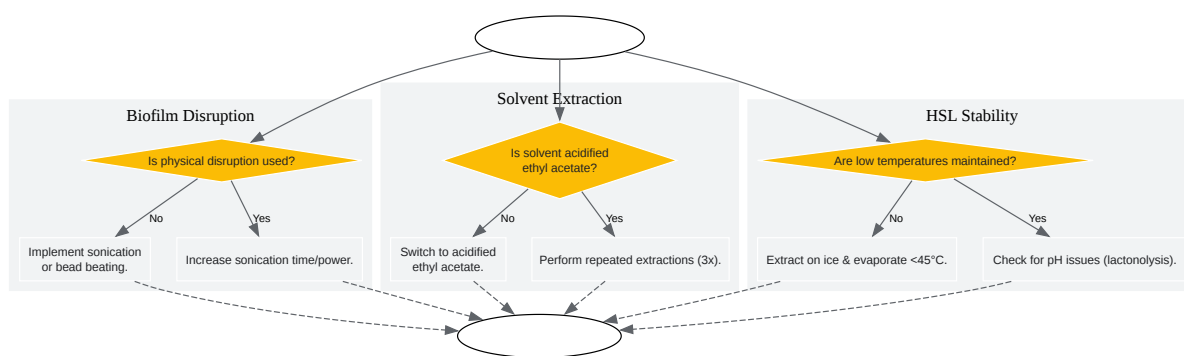 Biofilm Disruption
Solvent Extraction
HSL Stability
Is physical disruption used?
Is solvent acidified
ethyl acetate?
Are low temperatures maintained?
No
Yes
No
Yes
No
Yes
Implement sonication
or bead beating.
Increase sonication time/power.
Switch to acidified
ethyl acetate.
Perform repeated extractions (3x).
Extract on ice & evaporate <45°C.
Check for pH issues (lactonolysis).